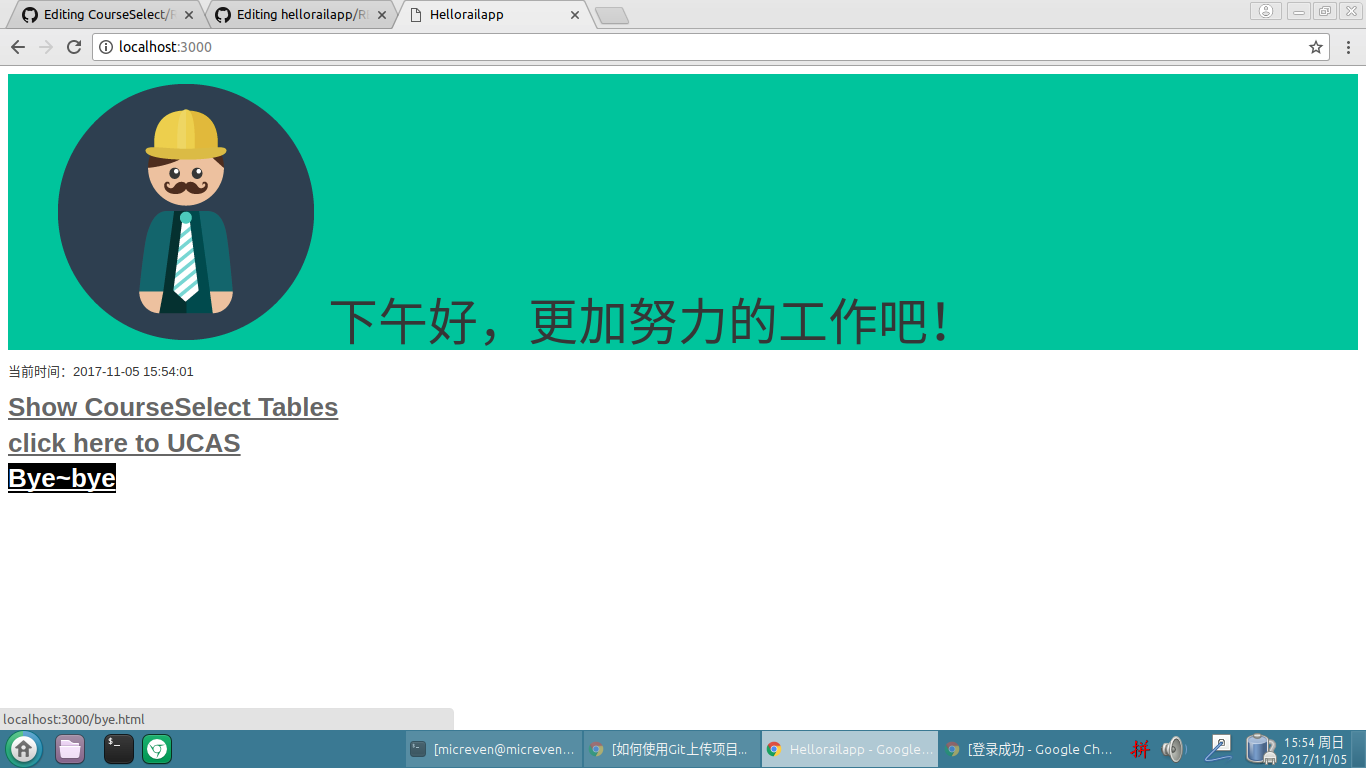 Editing CourseSelect/R
Editing hellorailapp/RE
Hellorailapp
localhost:3000
下午好，更加努力的工作吧！
当前时间：2017-11-05 15:54:01
Show CourseSelect Tables
click here to UCAS
Bye~bye
localhost:3000/bye.html
[micreven@micreven...
[如何使用Git上传项目...
Hellorailapp - Google...
[登录成功 - Google Ch...
拼
15:54 周日
2017/11/05